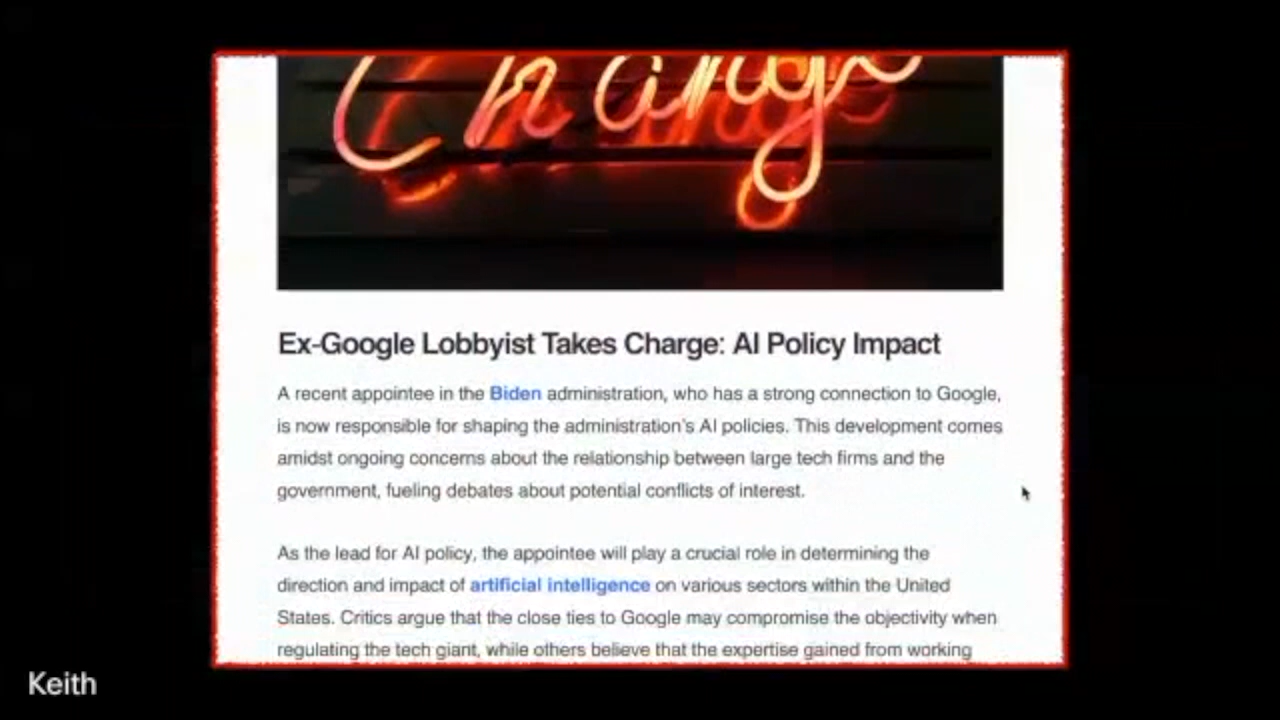 Change
Ex-Google Lobbyist Takes Charge: AI Policy Impact
A recent appointee in the Biden administration, who has a strong connection to Google,
is now responsible for shaping the administration's AI policies. This development comes
amidst ongoing concerns about the relationship between large tech firms and the
government, fueling debates about potential conflicts of interest.
As the lead for AI policy, the appointee will play a crucial role in determining the
direction and impact of artificial intelligence on various sectors within the United
States. Critics argue that the close ties to Google may compromise the objectivity when
regulating the tech giant, while others believe that the expertise gained from working
Keith